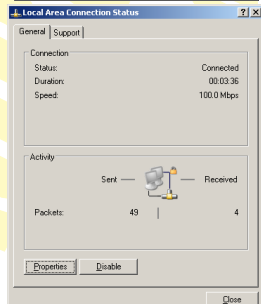 Local Area Connection Status
General Support
Connection
Status: Connected
Duration: 00:03:36
Speed: 100.0 Mbps
Activity
Sent Received
Packets: 49 4
Properties Disable
Close